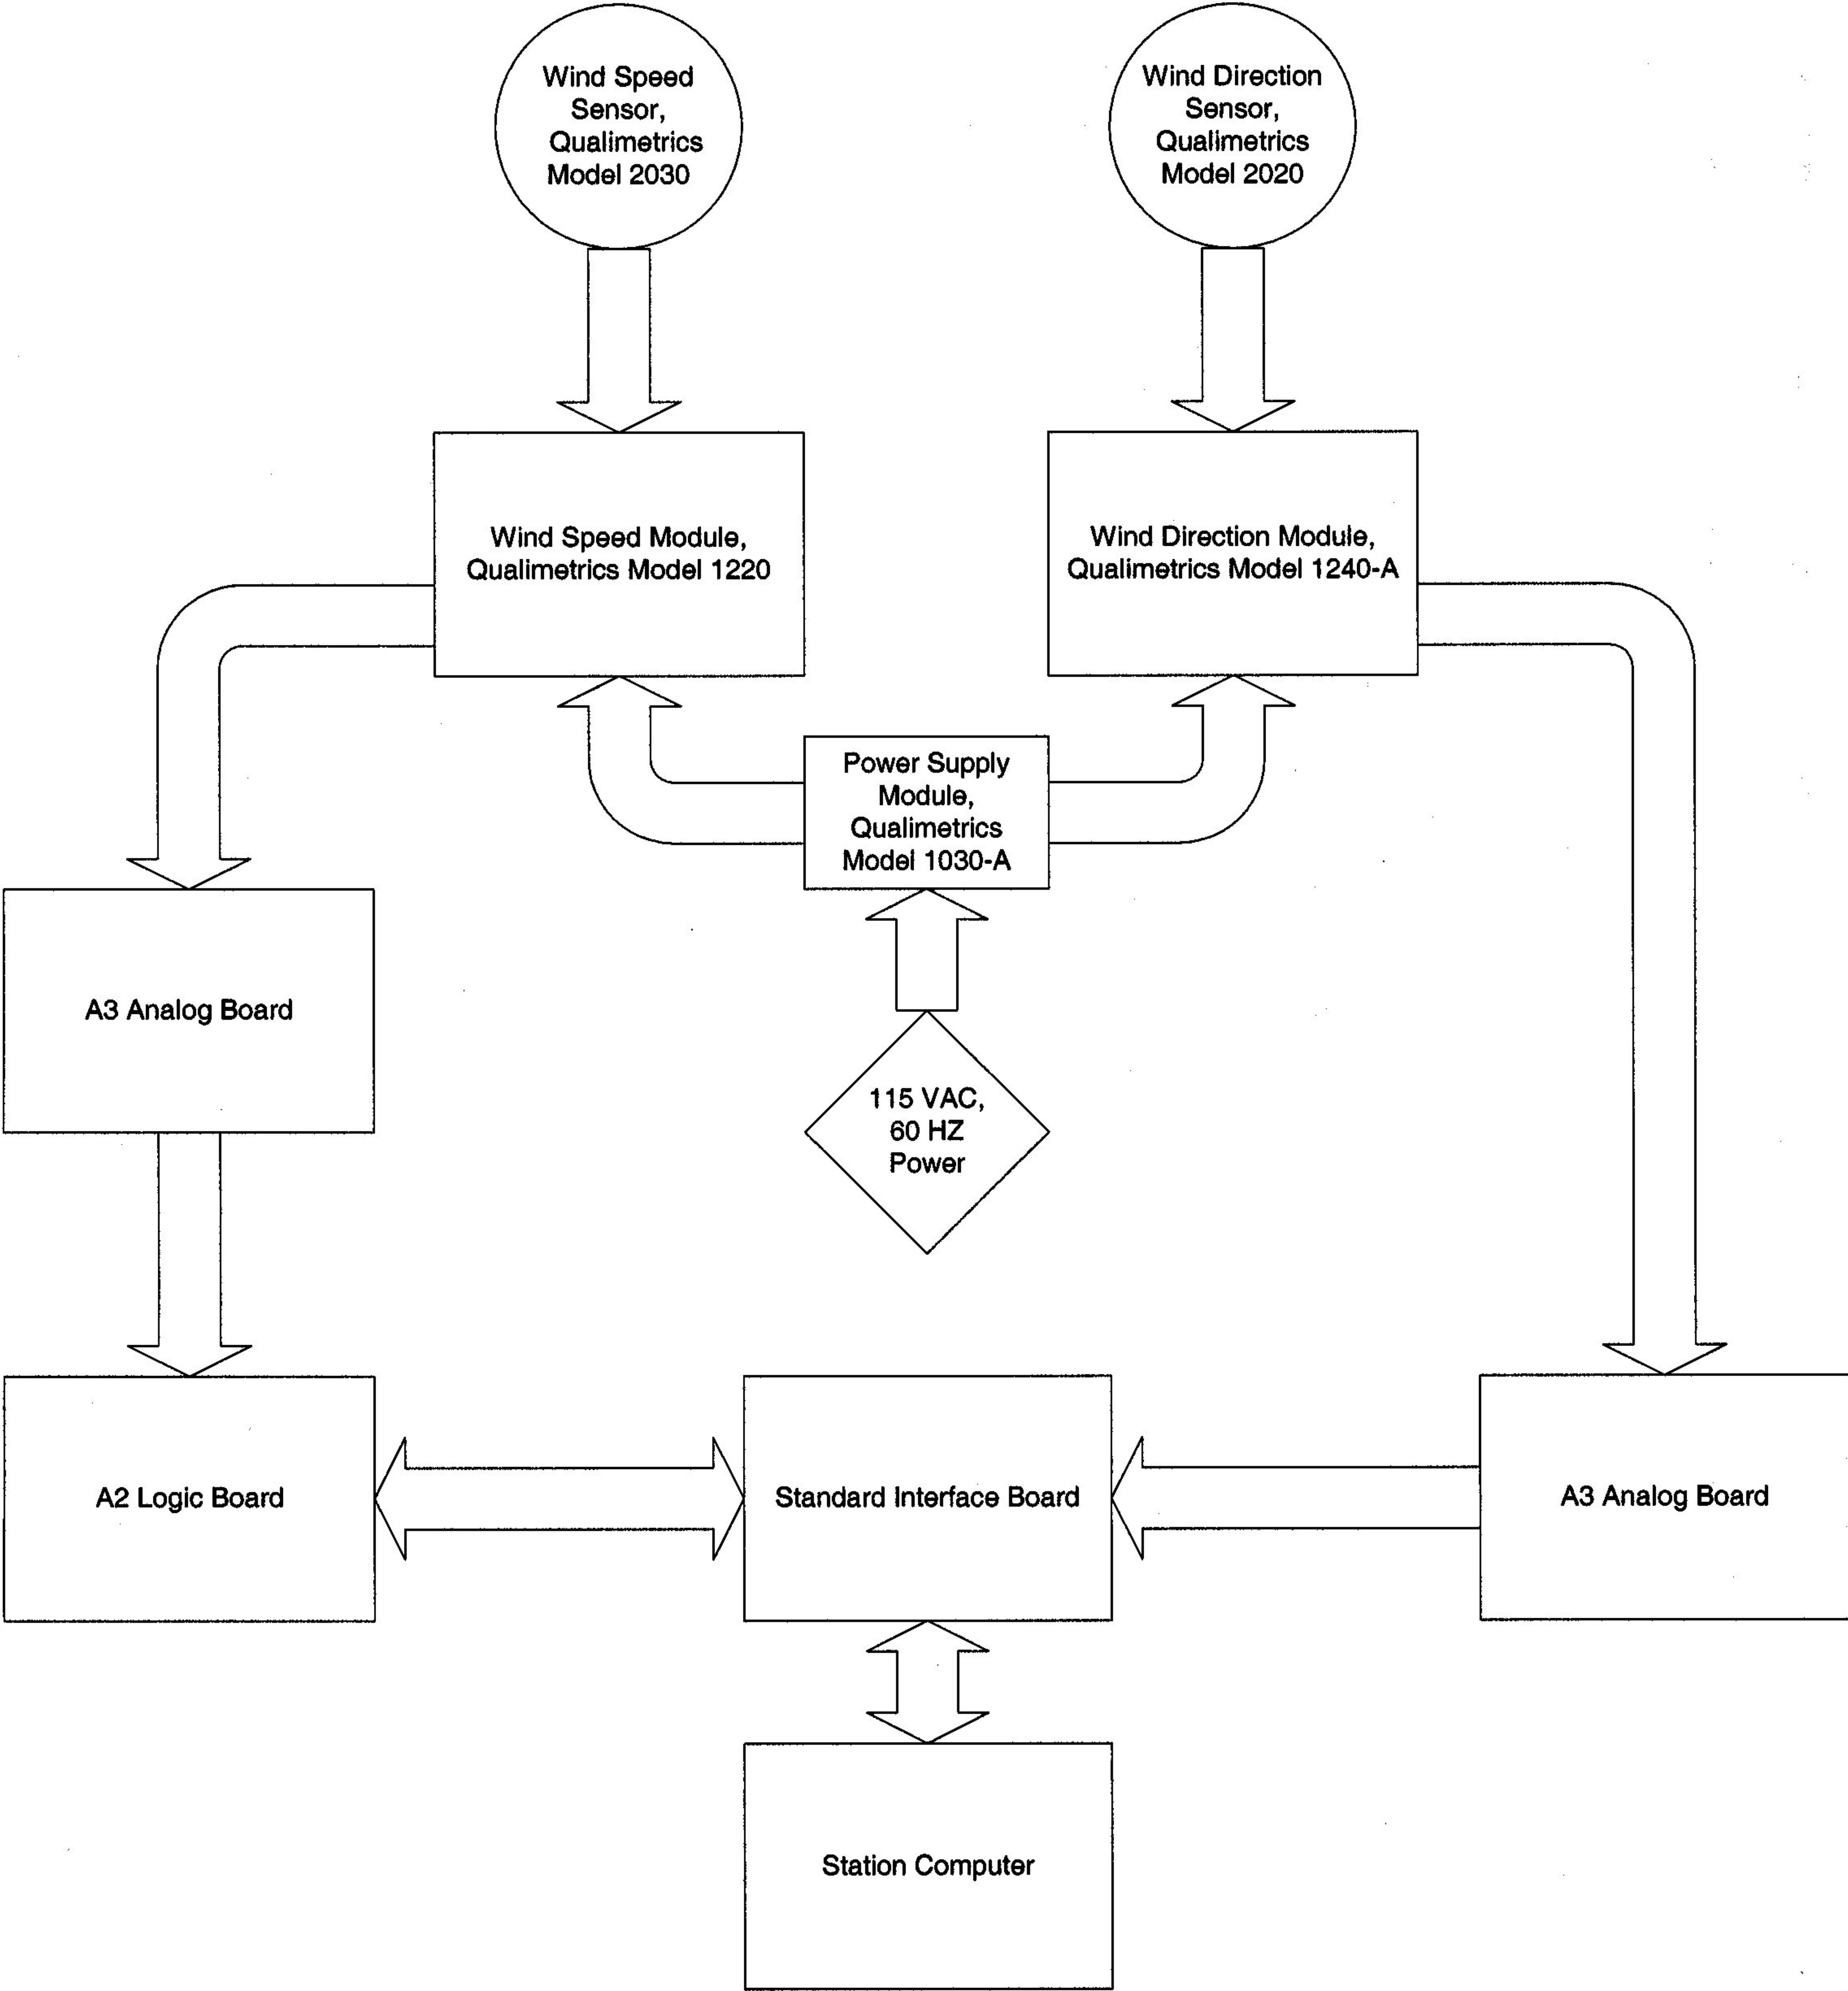 Wind Speed
Sensor,
Qualimetrics
Model 2030
Wind Direction
Sensor,
Qualimetrics
Model 2020
Wind Speed Module,
Qualimetrics Model 1220
Wind Direction Module,
Qualimetrics Model 1240-A
Power Supply
Module,
Qualimetrics
Model 1030-A
A3 Analog Board
115 VAC,
60 HZ
Power
A2 Logic Board
Standard Interface Board
A3 Analog Board
Station Computer